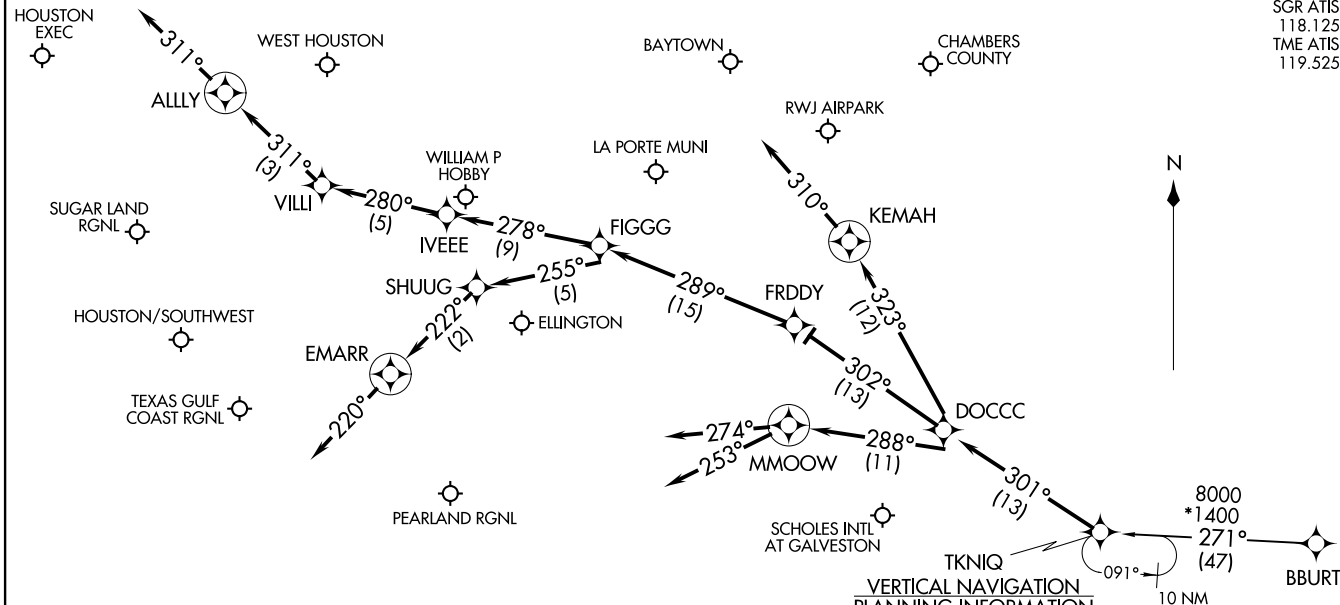 HOUSTON
EXEC
WEST HOUSTON
BAYTOWN
CHAMBERS
COUNTY
SGR ATIS
118.125
TME ATIS
119.525
311°
ALLLY
RWJ AIRPARK
311°
(3)
WILLIAM P
HOBBY
LA PORTE MUNI
N
310°
KEMAH
VILLI
280°
(5)
SUGAR LAND
RGNL
IVEEE
278°
(9)
FIGGG
SHUUG
255°
(5)
289°
(15)
FRDDY
323°
(12)
HOUSTON/SOUTHWEST
222°
(2)
ELLINGTON
EMARR
302°
(13)
TEXAS GULF
COAST RGNL
220°
DOCCC
274°
253°
MMOOW
288°
(11)
301°
(13)
PEARLAND RGNL
SCHOLES INTL
AT GALVESTON
8000
*1400
271°
(47)
TKNIQ
BBURT
091°
10 NM
VERTICAL NAVIGATION
PLANNING INFORMATION